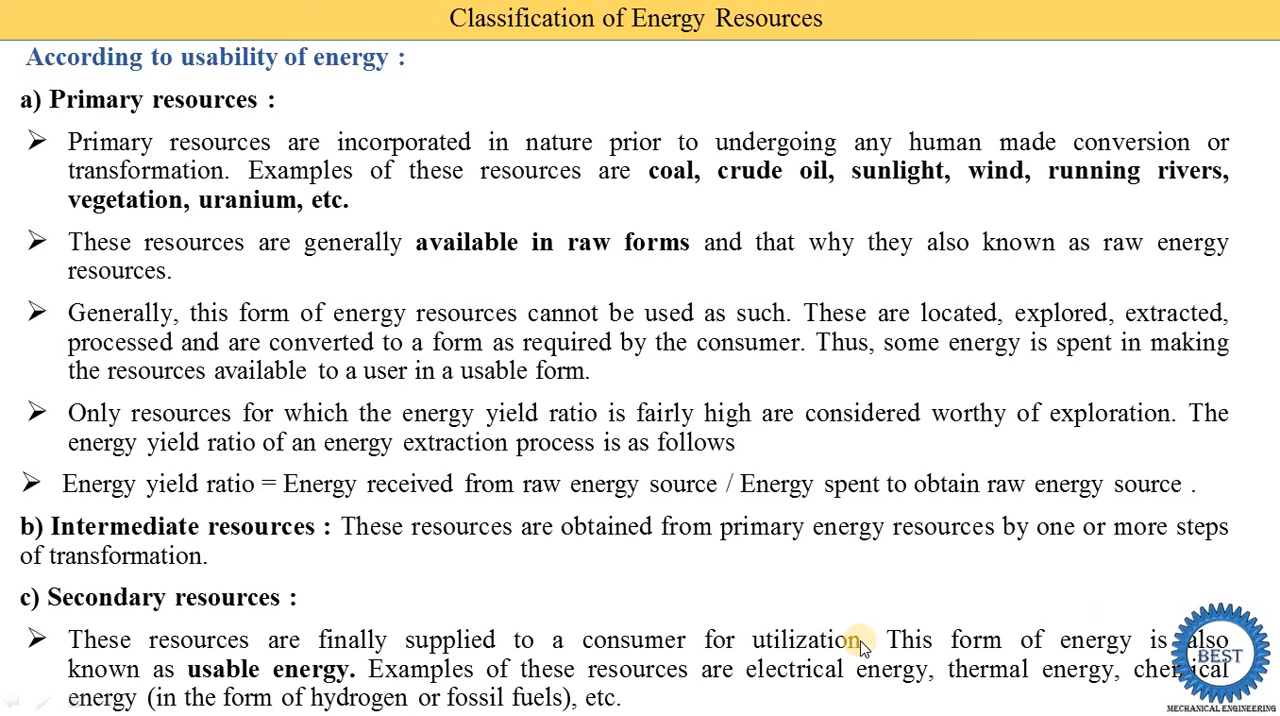 Classification of Energy Resources
According to usability of energy :
a) Primary resources :
➢ Primary resources are incorporated in nature prior to undergoing any human made conversion or
transformation. Examples of these resources are coal, crude oil, sunlight, wind, running rivers,
vegetation, uranium, etc.
➢ These resources are generally available in raw forms and that why they also known as raw energy
resources.
➢ Generally, this form of energy resources cannot be used as such. These are located, explored, extracted,
processed and are converted to a form as required by the consumer. Thus, some energy is spent in making
the resources available to a user in a usable form.
➢ Only resources for which the energy yield ratio is fairly high are considered worthy of exploration. The
energy yield ratio of an energy extraction process is as follows
➢ Energy yield ratio = Energy received from raw energy source / Energy spent to obtain raw energy source .
b) Intermediate resources : These resources are obtained from primary energy resources by one or more steps
of transformation.
c) Secondary resources :
➢ These resources are finally supplied to a consumer for utilization. This form of energy is also
known as usable energy. Examples of these resources are electrical energy, thermal energy, chemical
energy (in the form of hydrogen or fossil fuels), etc.
BEST
MECHANICAL ENGINEERING